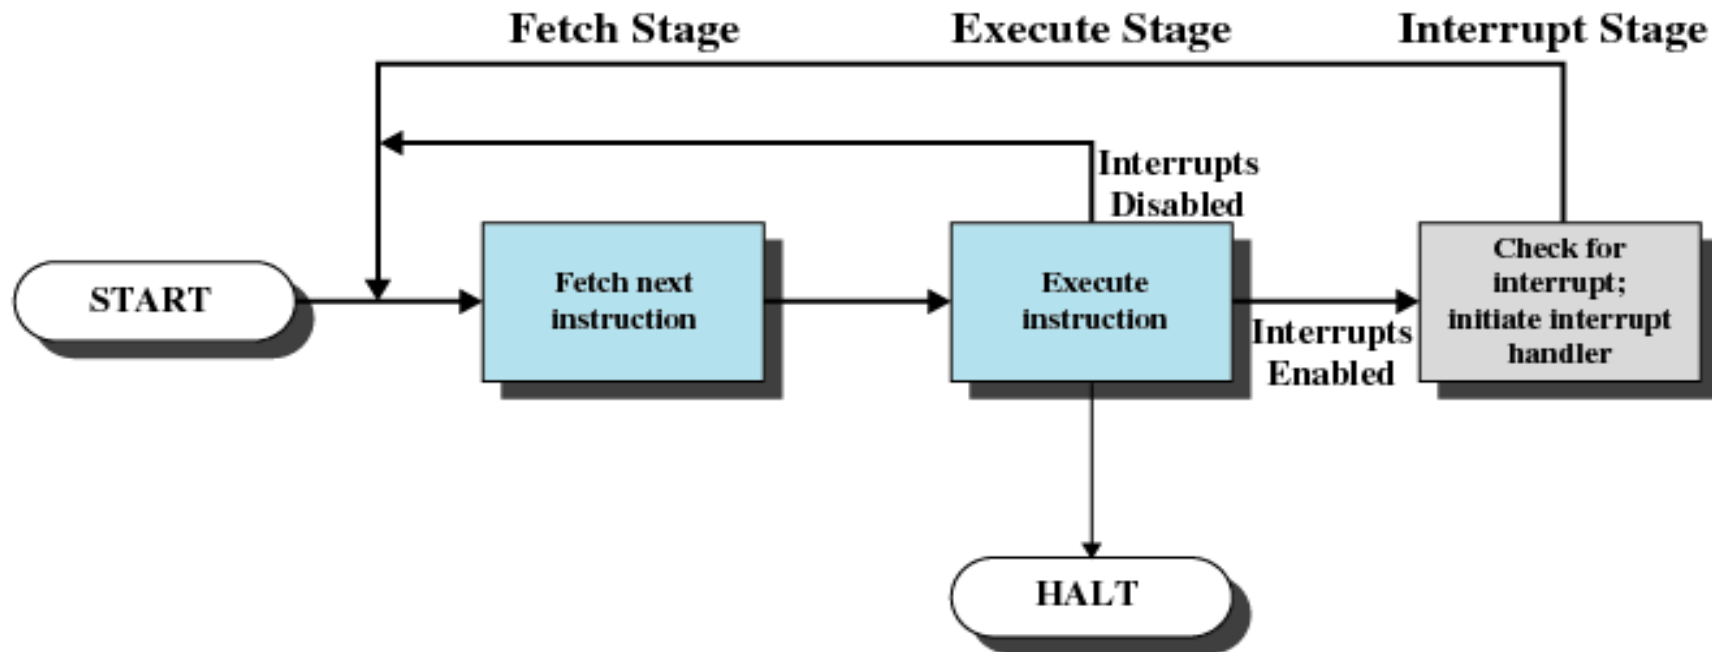 Fetch Stage
Execute Stage
Interrupt Stage
Interrupts
Disabled
START
Fetch next
instruction
Execute
instruction
Interrupts
Enabled
Check for
interrupt;
initiate interrupt
handler
HALT